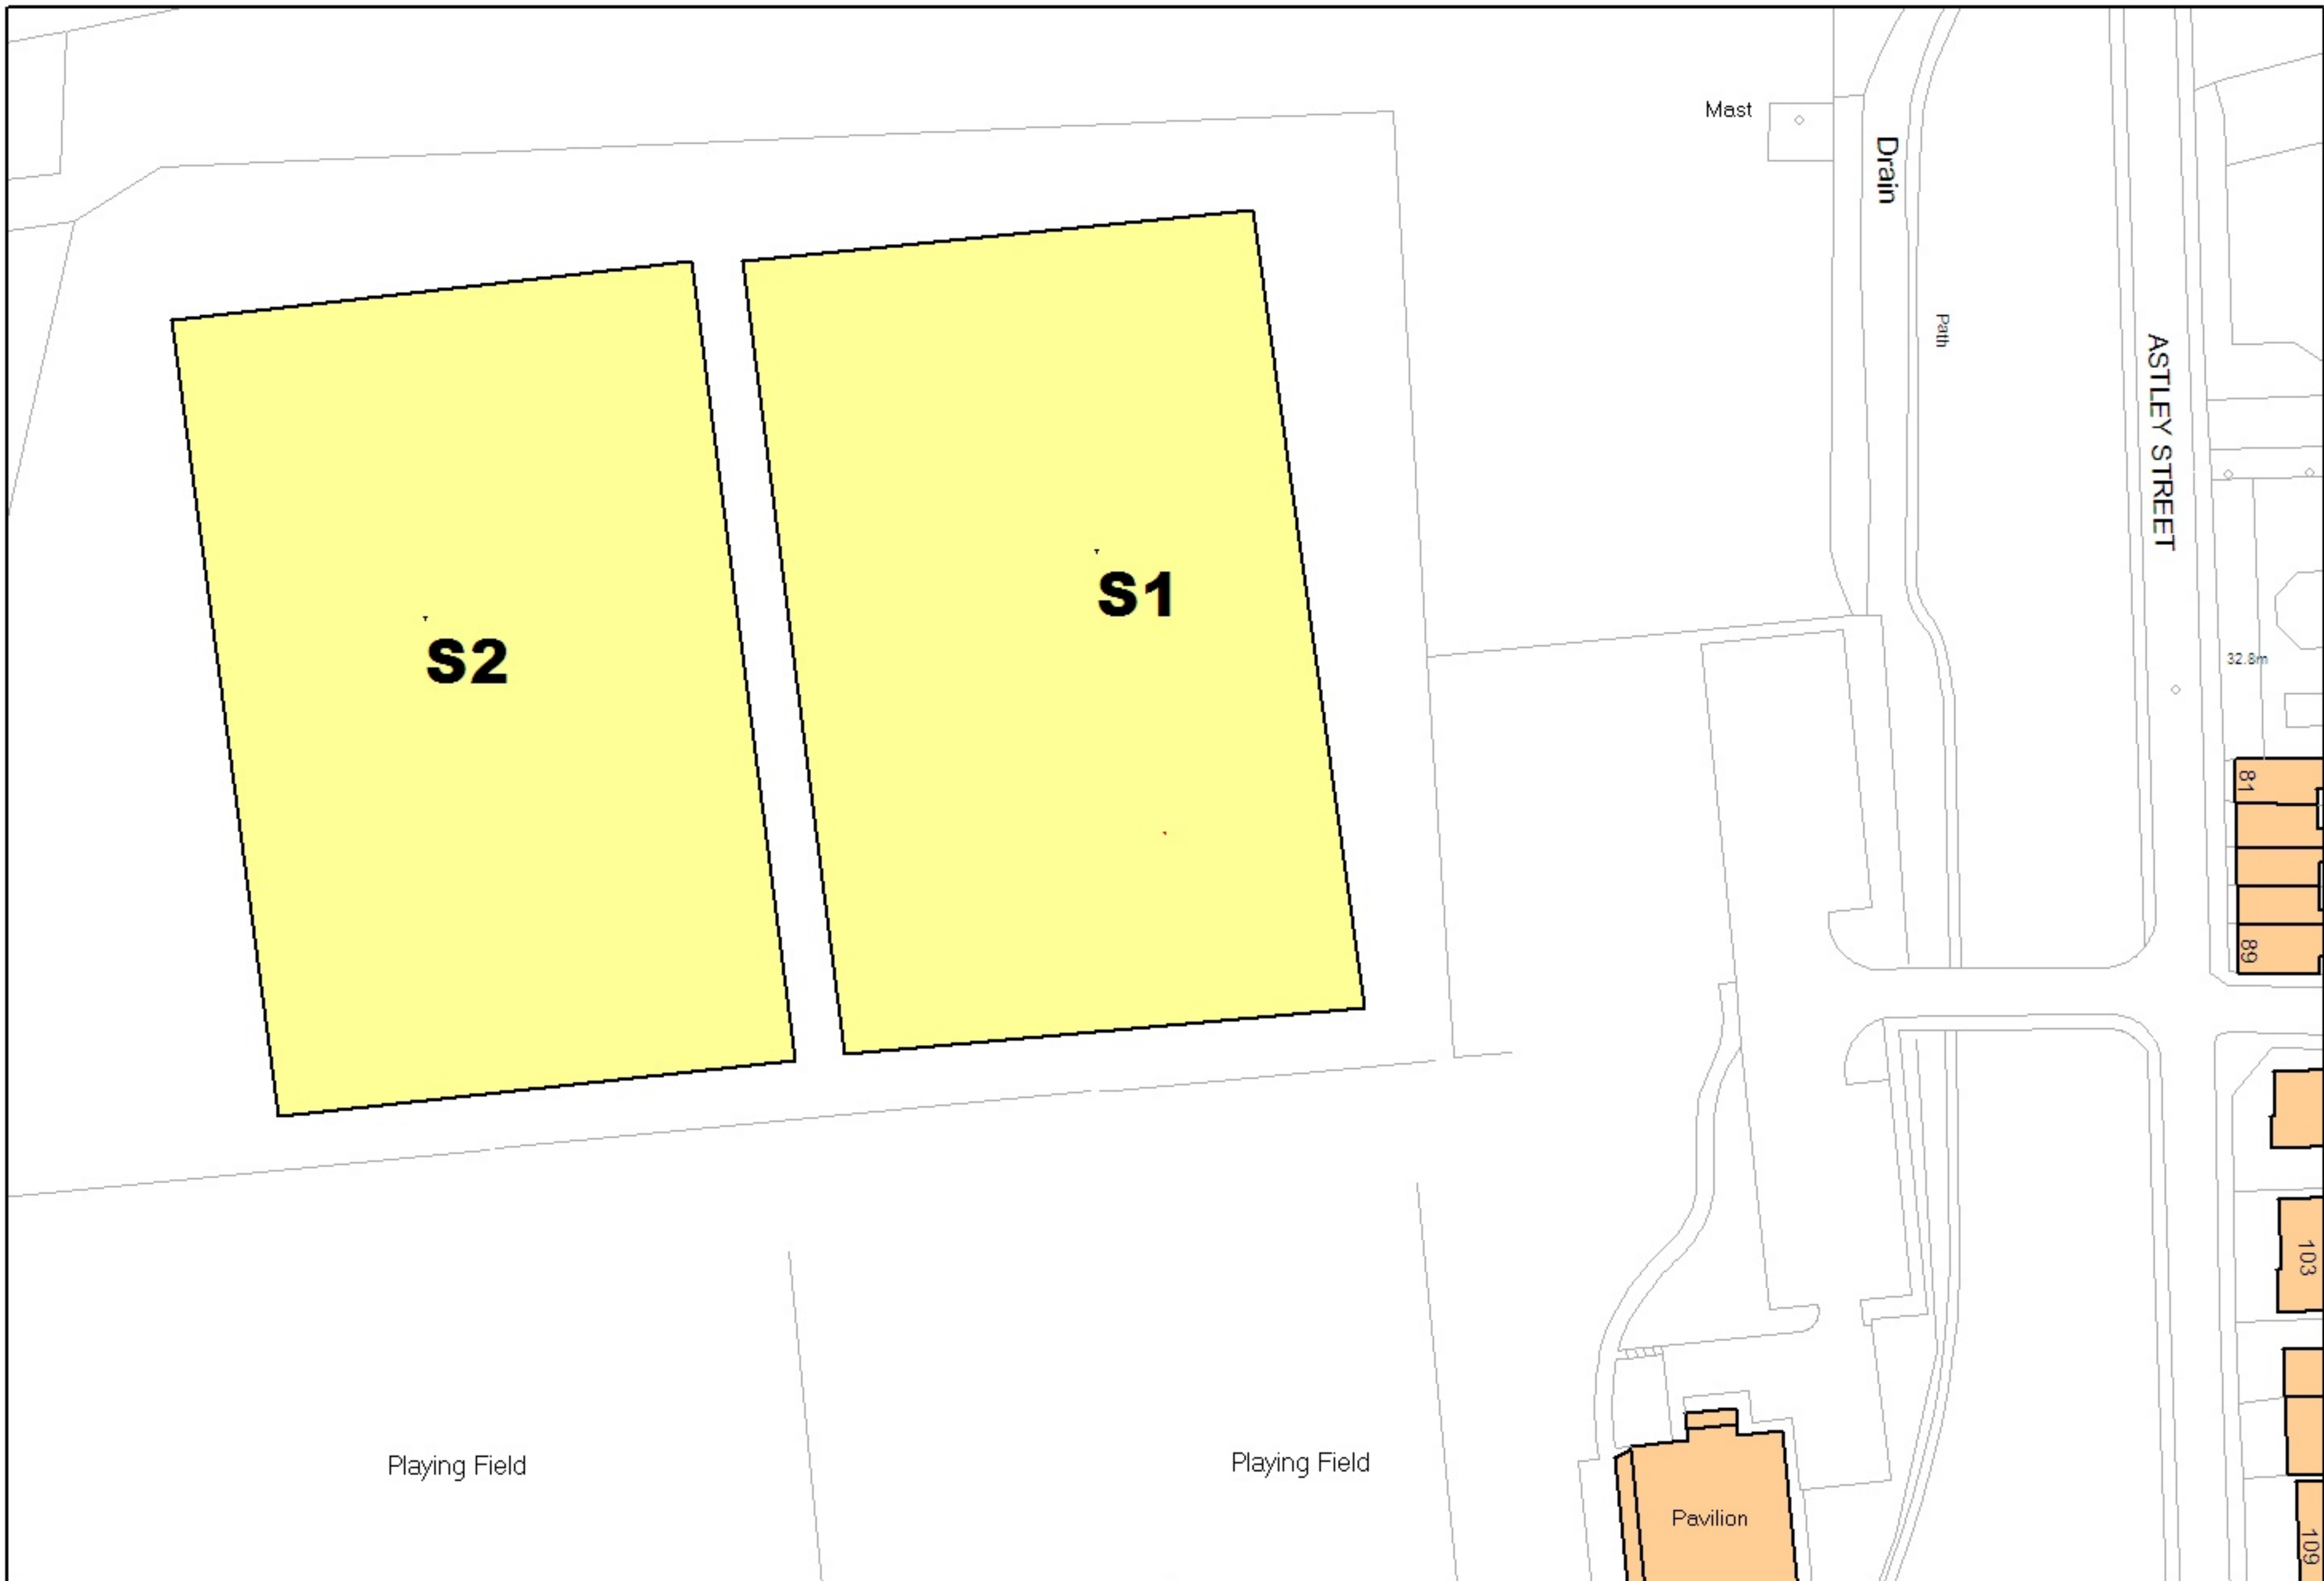 Mast
Drain
Path
ASTLEY STREET
S1
S2
32.8m
81
89
103
Playing Field
Playing Field
Pavilion
109